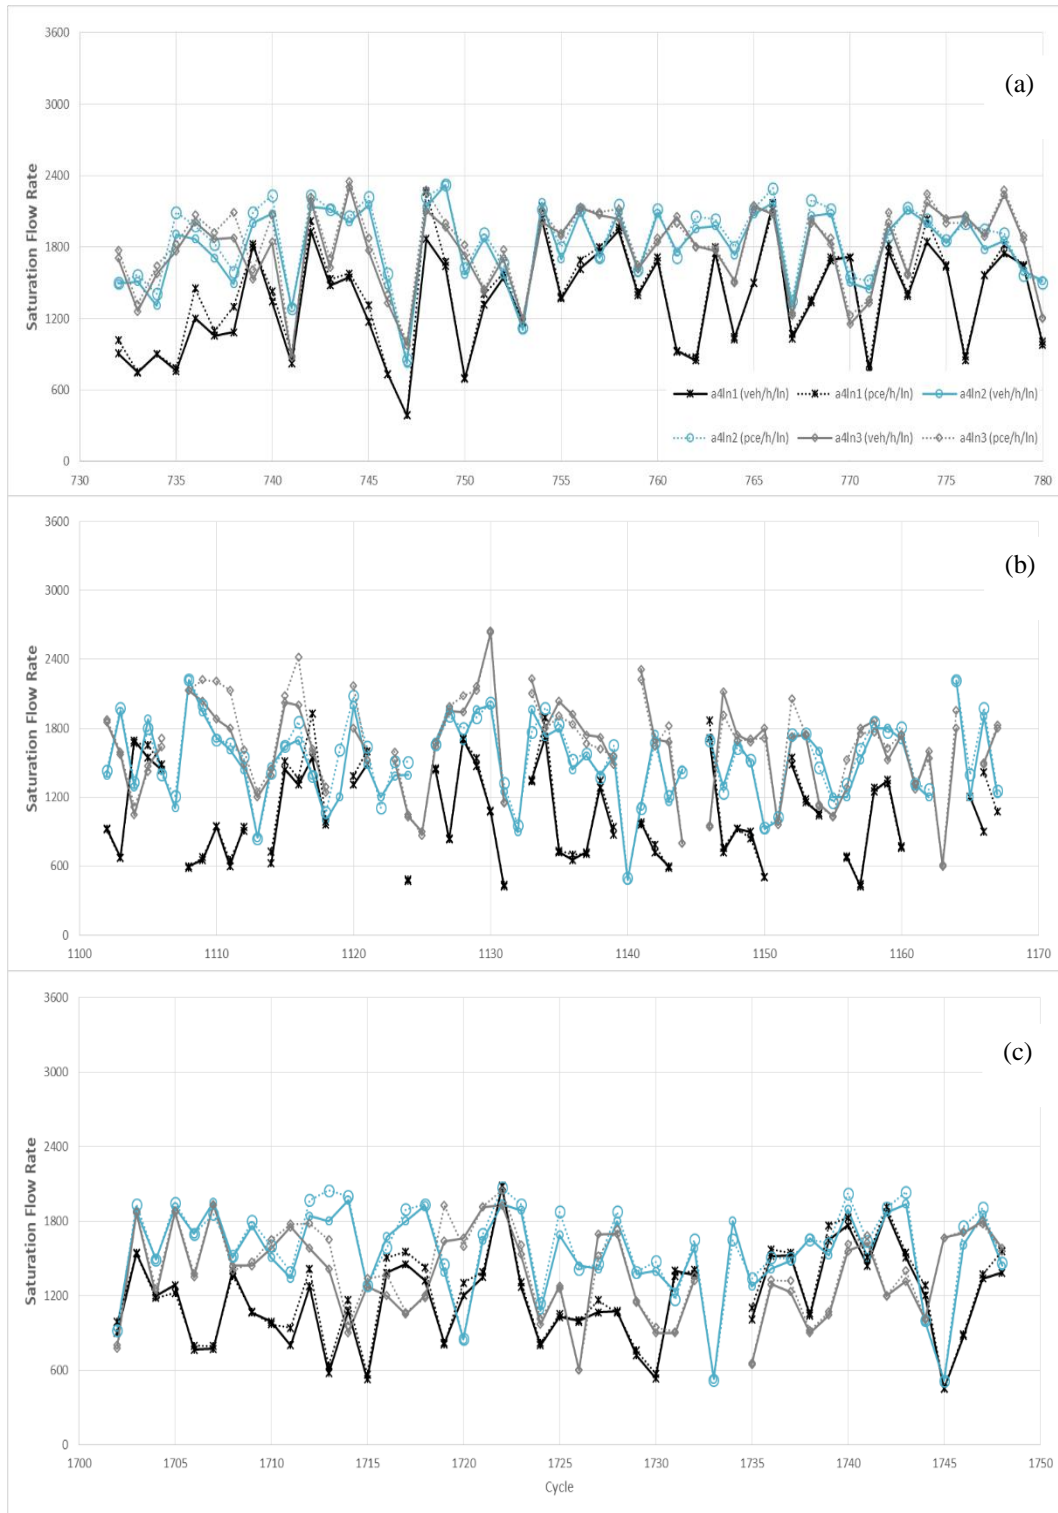 3600
(a)
3000
2400
1800
1200
600
0
Saturation Flow Rate
a4ln1 (veh/h/ln) a4ln1 (pce/h/ln) a4ln2 (veh/h/ln)
a4ln2 (pce/h/ln) a4ln3 (veh/h/ln) a4ln3 (pce/h/ln)
730 735 740 745 750 755 760 765 770 775 780
3600
(b)
3000
2400
1800
1200
600
0
Saturation Flow Rate
1100 1110 1120 1130 1140 1150 1160 1170
3600
(c)
3000
2400
1800
1200
600
0
Saturation Flow Rate
1700 1705 1710 1715 1720 1725 1730 1735 1740 1745 1750
Cycle